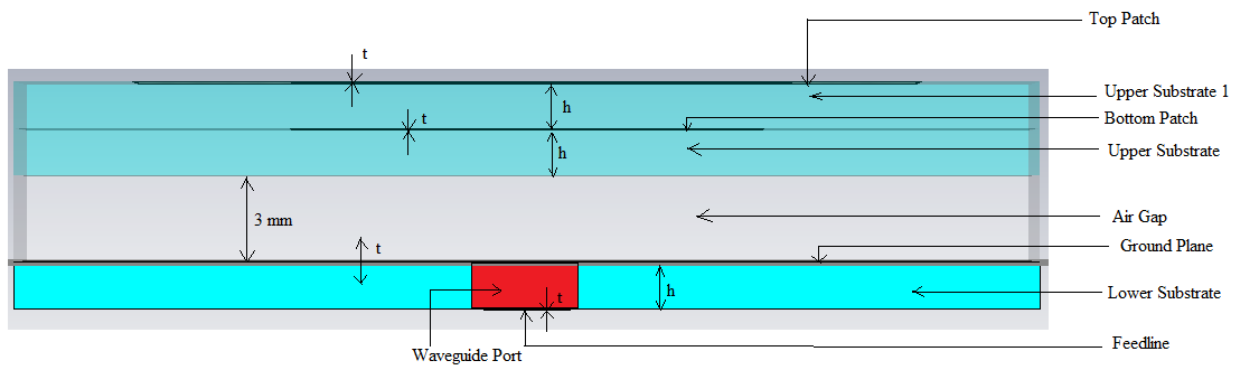 Top Patch
t
Upper Substrate 1
h
t
Bottom Patch
h
Upper Substrate
3 mm
Air Gap
t
Ground Plane
h
t
Lower Substrate
Waveguide Port
Feedline